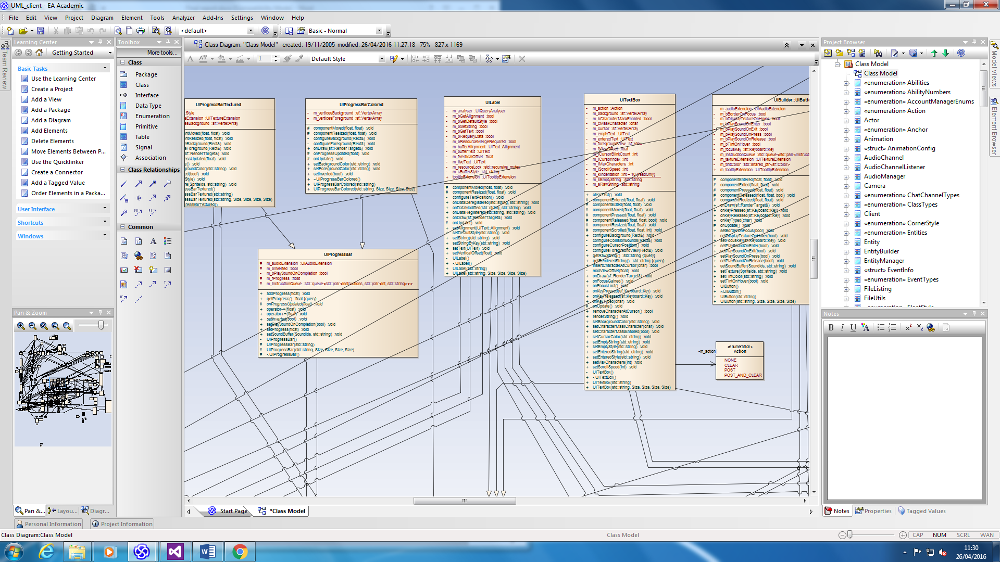 UML_client - EA Academic
File Edit View Project Diagram Element Tools Analyzer Add-Ins Settings Window Help
<default>
Basic - Normal
Team Review
Learning Center
Getting Started
Basic Tasks
Use the Learning Center
Create a Project
Add a View
Add a Package
Add a Diagram
Add Elements
Delete Elements
Move Elements Between P...
Use the Quicklinker
Create a Connector
Add a Tagged Value
Order Elements in a Packa...
User Interface
Shortcuts
Windows
Pan & Zoom
Pan &... Layou... Diagr...
Personal Information Project Information
Toolbox
More tools...
Class
Package
Class
Interface
Data Type
Enumeration
Primitive
Table
Signal
Association
Class Relationships
Common
Class Diagram: "Class Model" created: 19/11/2005 modified: 26/04/2016 11:27:18 75% 827 x 1169
1
Default Style
UIProgressBarTextured
:Style
eExtension :UITextureExtension
esBackground :sf::VertexArray
ntMoved(float, float) :void
ntResized(float, float) :void
eBackground(Rect&) :void
eForeground(Rect&) :void
sf::RenderTarget&) :void
essUpdated(float) :void
e() :void
groundColor(std::string) :void
Style) :void
ure(SpriteIds, std::string) :void
essBarTextured()
essBarTextured(std::string)
essBarTextured(std::string, Size, Size, Size, Size)
ressBarTextured()
UIProgressBarColored
- m_verticesBackground :sf::VertexArray
- m_verticesForeground :sf::VertexArray
# componentMoved(float, float) :void
# componentResized(float, float) :void
- configureBackground(Rect&) :void
- configureForeground(Rect&) :void
+ onDraw(sf::RenderTarget&) :void
# onProgressUpdated(float) :void
# onUpdate() :void
+ setBackgroundColor(std::string) :void
+ setForegroundColor(std::string) :void
+ setInverted(bool) :void
+ ~UIProgressBarColored()
+ UIProgressBarColored(std::string)
+ UIProgressBarColored(std::string, Size, Size, Size, Size)
UIProgressBar
# m_audioExtension :UIAudioExtension
# m_bInverted :bool
- m_bPlaySoundOnCompletion :bool
# m_fProgress :float
# m_instructionQueue :std::queue<std::pair<Instructions, std::pair<int, std::string>>>
+ addProgress(float) :void
+ getProgress() :float {query}
# onProgressUpdated(float) :void
+ operator-=(float) :void
+ operator+=(float) :void
+ setInverted(bool) :void
+ setPlaySoundOnCompletion(bool) :void
+ setProgress(float) :void
+ setSoundBuffer(SoundIds, std::string) :void
- UIProgressBar()
# UIProgressBar(std::string)
# UIProgressBar(std::string, Size, Size, Size, Size)
# ~UIProgressBar()
UILabel
- m_analyser :UIQueryAnalyser
- m_bGetAlignment :bool
- m_bGetDefaultStyle :bool
- m_bGetString :bool
- m_bGetText :bool
- m_bRequeryData :bool
- m_bResourceMergeRequired :bool
- m_bufferAlignment :UIText::Alignment
- m_bufferText :UIText
- m_fVerticalOffset :float
- m_liveText :UIText
- m_resourceLock :std::recursive_mutex
- m_sBufferStyle :std::string
+ tooltipExtension :UITooltipExtension
# componentMoved(float, float) :void
# componentResized(float, float) :void
- configureTextPosition() :void
+ onDataDeregistered(std::string, std::string) :void
+ onDataModified(std::string, std::string) :void
+ onDataRegistered(std::string, std::string) :void
+ onDraw(sf::RenderTarget&) :void
# onUpdate() :void
+ setAlignment(UIText::Alignment) :void
+ setDefaultStyle(std::string) :void
+ setString(std::string) :void
+ setStringByKey(std::string) :void
+ setText(UIText) :void
+ setVerticalOffset(float) :void
- UILabel()
+ ~UILabel()
+ UILabel(std::string)
+ UILabel(std::string, Size, Size, Size, Size)
UITextBox
- m_action :Action
- m_background :sf::VertexArray
- m_bCharacterMaskEnabled :bool
- m_cMaskCharacter :char
- m_cursor :sf::VertexArray
- m_emptyText :UIText
- m_enteredText :UIText
- m_foregroundView :sf::View
- m_fViewOffset :float
- m_iCursorBlinkCount :int
- m_iCursorIndex :int
- m_iMaxCharacters :int
- m_iScrollSpeed :int
- m_kiIndentation :int = 10 {readOnly}
- m_sEmptyString :std::string
- m_sRawString :std::string
+ clearText() :void
# componentEntered(float, float) :void
# componentExited(float, float) :void
# componentMoved(float, float) :void
# componentPressed(float, float) :void
# componentReleased(float, float, bool) :void
# componentResized(float, float) :void
# componentScrolled(float, float, int) :void
- configureBackground(Rect&) :void
- configureCollisionBounds(Rect&) :void
- configureCursorPosition() :void
- configureForegroundView(Rect&) :void
+ getRawString() :std::string {query}
+ getRenderedString() :std::string {query}
- insertCharacterAtCursor(char) :bool
- modViewOffset(float) :void
+ onDraw(sf::RenderTarget&) :void
+ onFocusGained() :void
+ onFocusLost() :void
+ onKeyPressed(sf::Keyboard::Key) :void
+ onKeyReleased(sf::Keyboard::Key) :void
+ onKeyTyped(char) :void
# onUpdate() :void
- removeCharacterAtCursor() :bool
- renderString() :void
+ setBackgroundColor(std::string) :void
+ setCharacterMaskCharacter(char) :void
+ setCharacterMaskEnabled(bool) :void
+ setCursorColor(std::string) :void
+ setEmptyString(std::string) :void
+ setEmptyStyle(std::string) :void
+ setEnteredString(std::string) :void
+ setEnteredStyle(std::string) :void
+ setMaxCharacters(int) :void
+ setScrollSpeed(int) :void
- UITextBox()
+ ~UITextBox()
+ UITextBox(std::string)
+ UITextBox(std::string, Size, Size, Size, Size)
UIBuilder::UIButto
- m_audioExtension :UIAudioExtension
- m_bBorderOnFocus :bool
- m_bDisplayTextureOnHover :bool
- m_bPlaySoundOnEnter :bool
- m_bPlaySoundOnExit :bool
- m_bPlaySoundOnPress :bool
- m_bPlaySoundOnRelease :bool
- m_bTintOnHover :bool
- m_focusKey :sf::Keyboard::Key
- m_instructionQueue :std::queue<std::pair<Instruct
- m_textureExtension :UITextureExtension
- m_tintColor :std::shared_ptr<sf::Color>
+ m_tooltipExtension :UITooltipExtension
# componentEntered(float, float) :void
# componentExited(float, float) :void
# componentPressed(float, float) :void
# componentReleased(float, float, bool) :void
# componentResized(float, float) :void
+ onDraw(sf::RenderTarget&) :void
+ onKeyPressed(sf::Keyboard::Key) :void
+ onKeyReleased(sf::Keyboard::Key) :void
+ onKeyTyped(char) :void
# onUpdate() :void
+ setBorderOnFocus(bool) :void
+ setDisplayTextureOnHover(bool) :void
+ setFocusKey(sf::Keyboard::Key) :void
+ setPlaySoundOnEnter(bool) :void
+ setPlaySoundOnExit(bool) :void
+ setPlaySoundOnPress(bool) :void
+ setPlaySoundOnRelease(bool) :void
+ setSoundBuffer(SoundIds, std::string) :void
+ setTexture(SpriteIds, std::string) :void
+ setTintColor(std::string) :void
+ setTintOnHover(bool) :void
- UIButton()
+ ~UIButton()
+ UIButton(std::string)
+ UIButton(std::string, Size, Size, Size, Size)
-m_action
«enumeration»
Action
NONE
CLEAR
POST
POST_AND_CLEAR
Start Page *Class Model
Project Browser
Class Model
Class Model
«enumeration» Abilities
«enumeration» AbilityNumbers
«enumeration» AccountManagerEnums
«enumeration» Action
Actor
«enumeration» Anchor
Animation
«struct» AnimationConfig
AudioChannel
AudioChannelListener
AudioManager
Camera
«enumeration» ChatChannelTypes
«enumeration» ClassTypes
Client
«enumeration» CornerStyle
«enumeration» Entities
Entity
EntityBuilder
EntityManager
«struct» EventInfo
«enumeration» EventTypes
FileListing
FileUtils
Notes
B I U
Notes Properties Tagged Values
Model Views
Element Browser
Class Diagram:Class Model
Class Model
CAP NUM SCRL WAN
11:30
26/04/2016